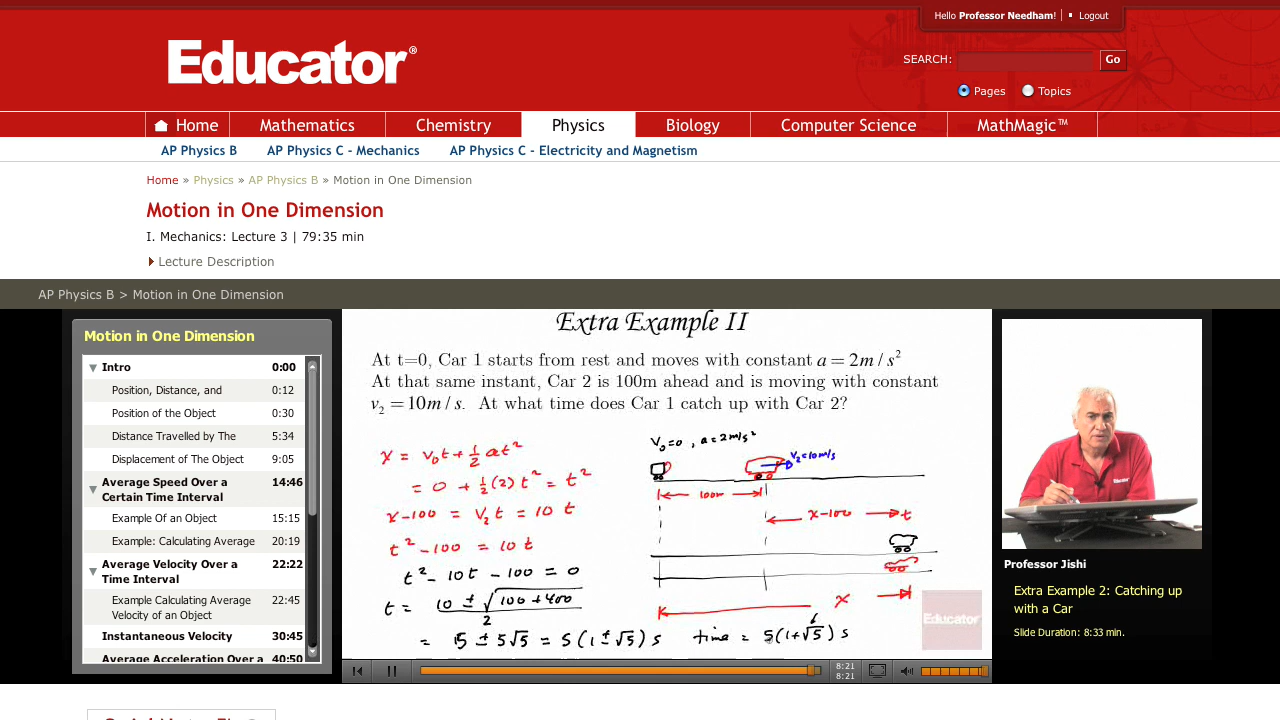 Hello Professor Needham! | Logout
Educator®
SEARCH: Go
Pages Topics
Home Mathematics Chemistry Physics Biology Computer Science MathMagic™
AP Physics B AP Physics C - Mechanics AP Physics C - Electricity and Magnetism
Home » Physics » AP Physics B » Motion in One Dimension
Motion in One Dimension
I. Mechanics: Lecture 3 | 79:35 min
Lecture Description
AP Physics B > Motion in One Dimension
Motion in One Dimension
Intro 0:00
Position, Distance, and 0:12
Position of the Object 0:30
Distance Travelled by The 5:34
Displacement of The Object 9:05
Average Speed Over a 14:46
Certain Time Interval
Example Of an Object 15:15
Example: Calculating Average 20:19
Average Velocity Over a 22:22
Time Interval
Example Calculating Average 22:45
Velocity of an Object
Instantaneous Velocity 30:45
Average Acceleration Over a 40:50
Extra Example II
At t=0, Car 1 starts from rest and moves with constant a = 2m / s²
At that same instant, Car 2 is 100m ahead and is moving with constant
v₂ = 10m / s. At what time does Car 1 catch up with Car 2?
x = v₀t + ½ at²
= 0 + ½(2) t² = t²
x-100 = V₂ t = 10 t
t² - 100 = 10 t
t² - 10t - 100 = 0
t = 10 ± √100 + 400
2
= 5 ± 5√5 = 5(1 ± √5) s
time = 5(1+√5) s
V₀=0 , a=2m/s²
V₂=10m/s
100m
x-100
t
x
Educator
8:21
8:21
Educator
Professor Jishi
Extra Example 2: Catching up
with a Car
Slide Duration: 8:33 min.